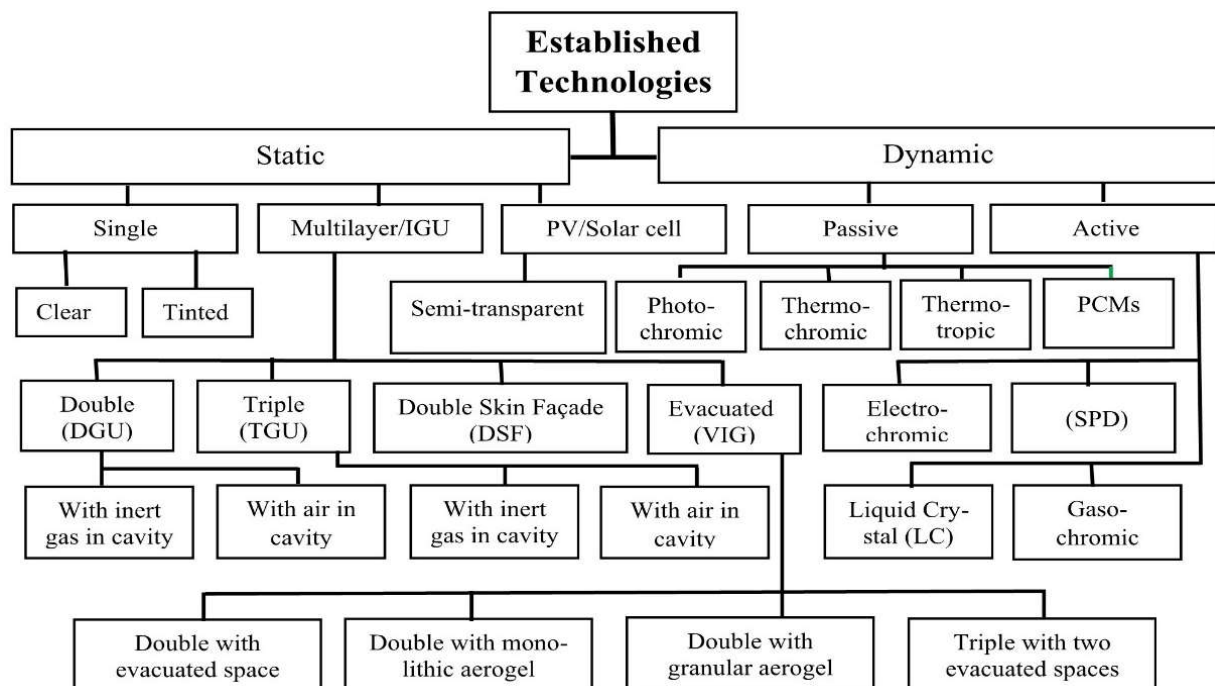 Established
Technologies
Static
Dynamic
Single
Multilayer/IGU
PV/Solar cell
Passive
Active
Clear
Tinted
Semi-transparent
Photo-
chromic
Thermo-
chromic
Thermo-
tropic
PCMs
Double
(DGU)
Triple
(TGU)
Double Skin Façade
(DSF)
Evacuated
(VIG)
Electro-
chromic
(SPD)
With inert
gas in cavity
With air in
cavity
With inert
gas in cavity
With air in
cavity
Liquid Cry-
stal (LC)
Gaso-
chromic
Double with
evacuated space
Double with mono-
lithic aerogel
Double with
granular aerogel
Triple with two
evacuated spaces